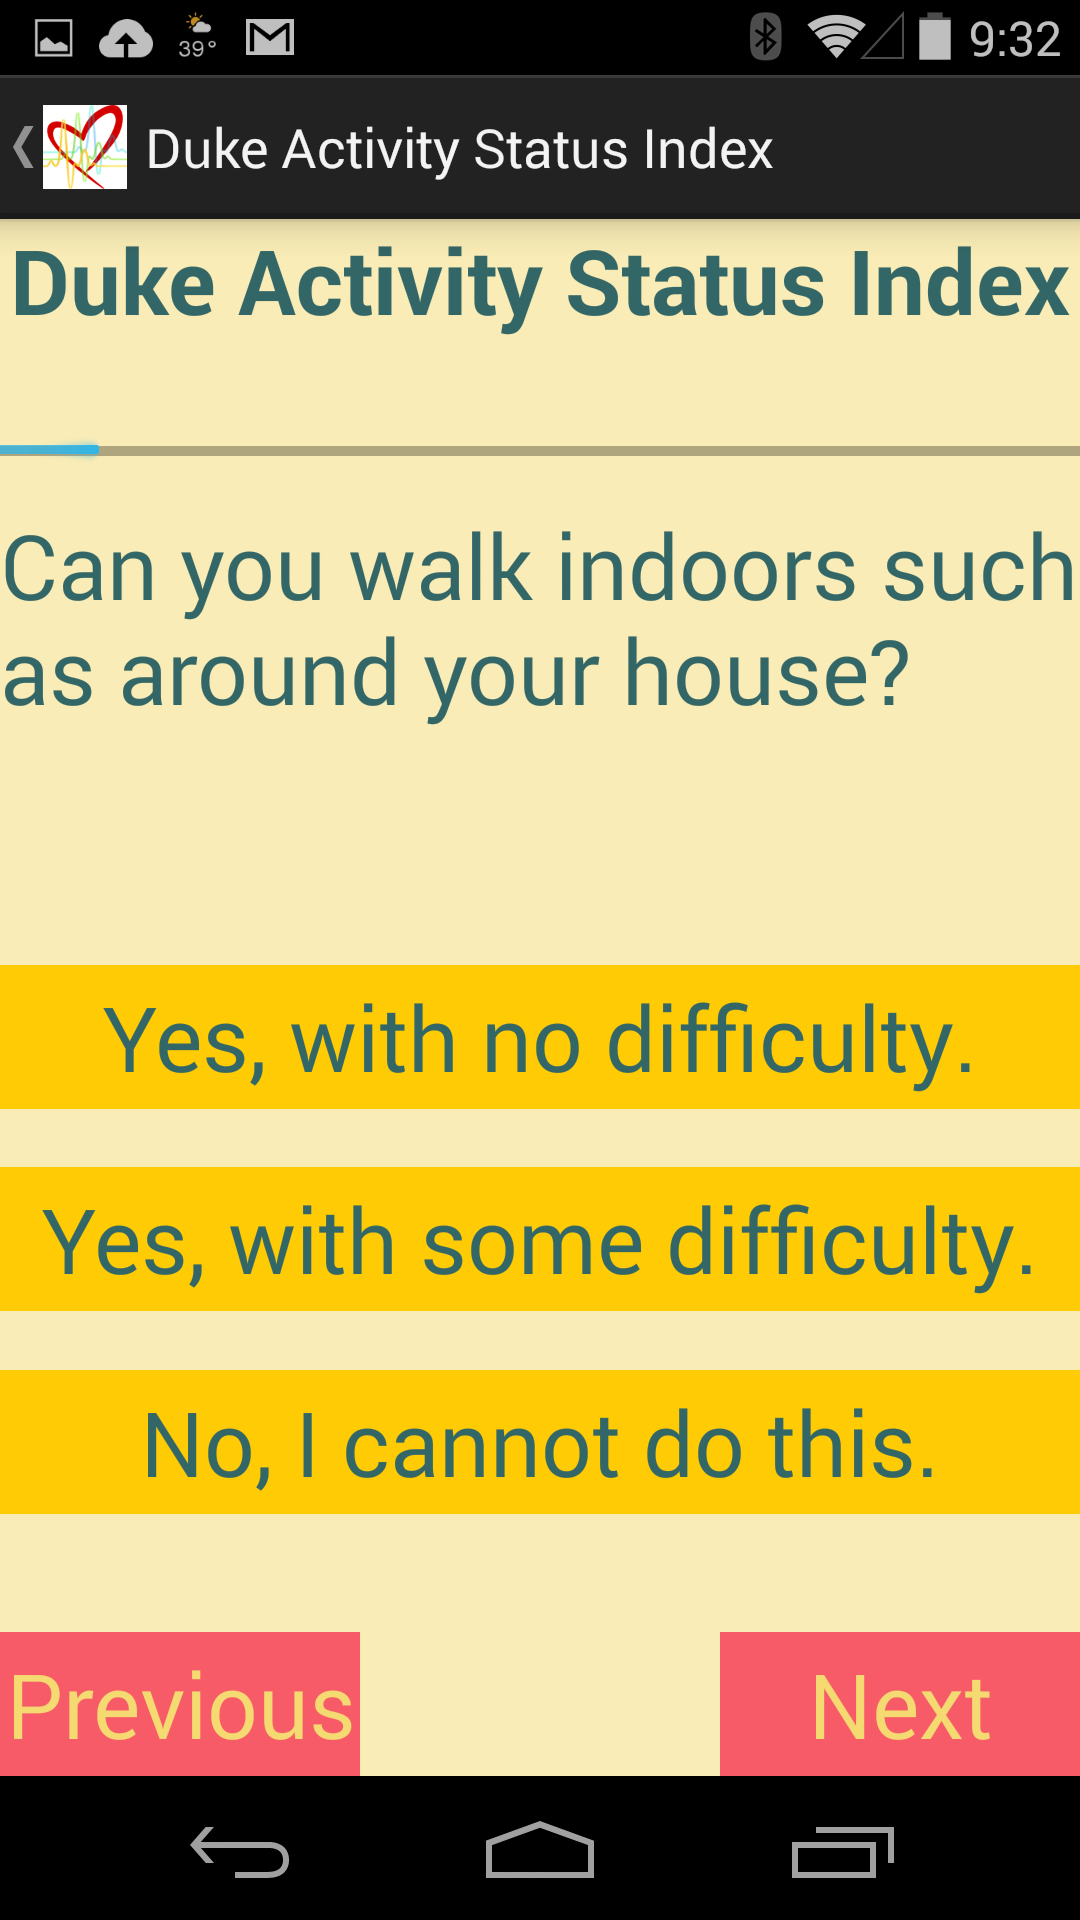 39°
9:32
Duke Activity Status Index
Duke Activity Status Index
Can you walk indoors such
as around your house?
Yes, with no difficulty.
Yes, with some difficulty.
No, I cannot do this.
Previous
Next